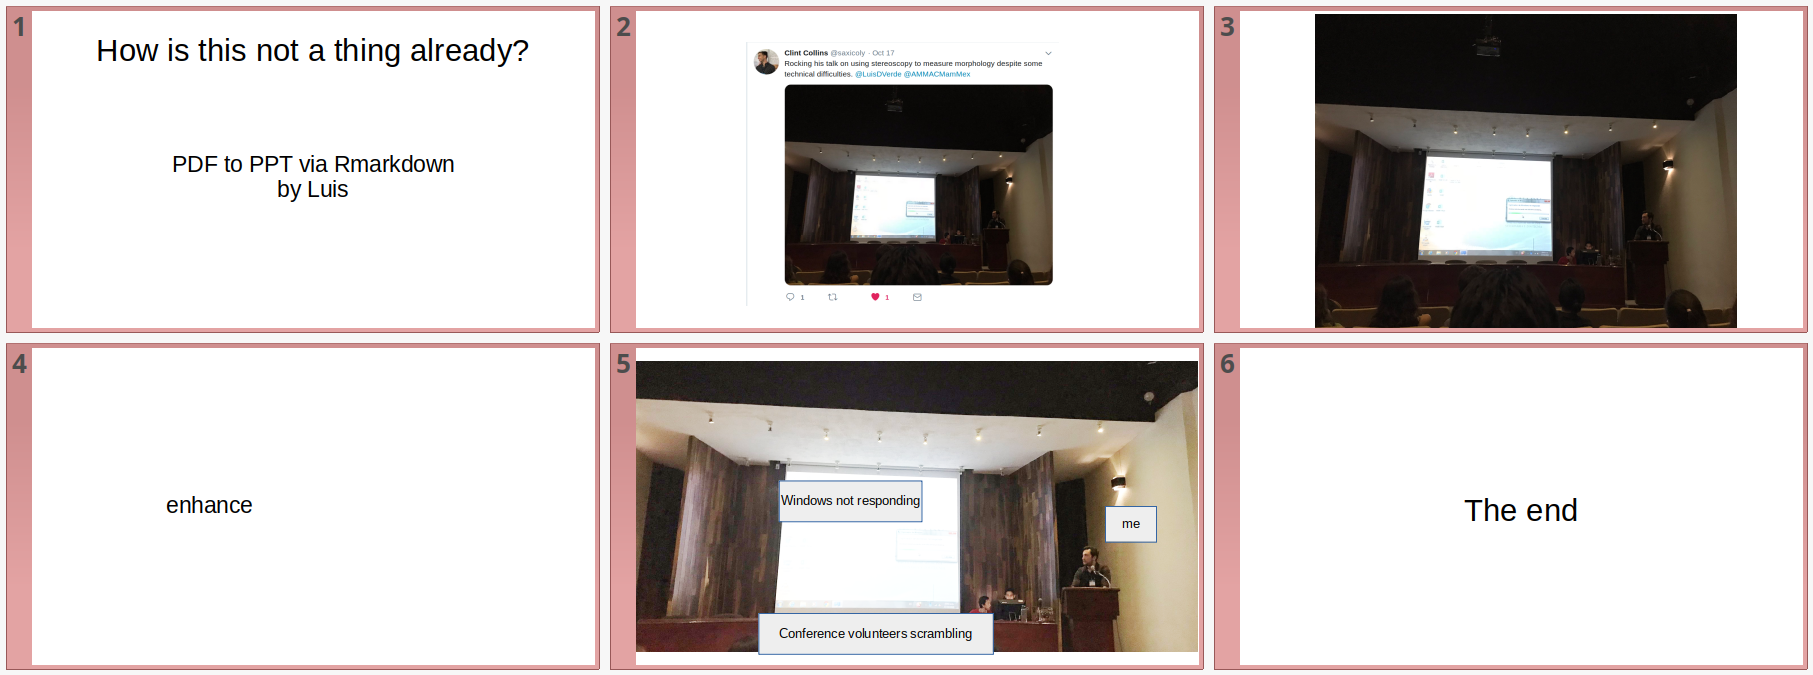 1
How is this not a thing already?
PDF to PPT via Rmarkdown
by Luis
2
Clint Collins @saxicoly · Oct 17
Rocking his talk on using stereoscopy to measure morphology despite some
technical difficulties. @LuisDVerde @AMMACMamMex
1 1
3
4
enhance
5
Windows not responding
me
Conference volunteers scrambling
6
The end